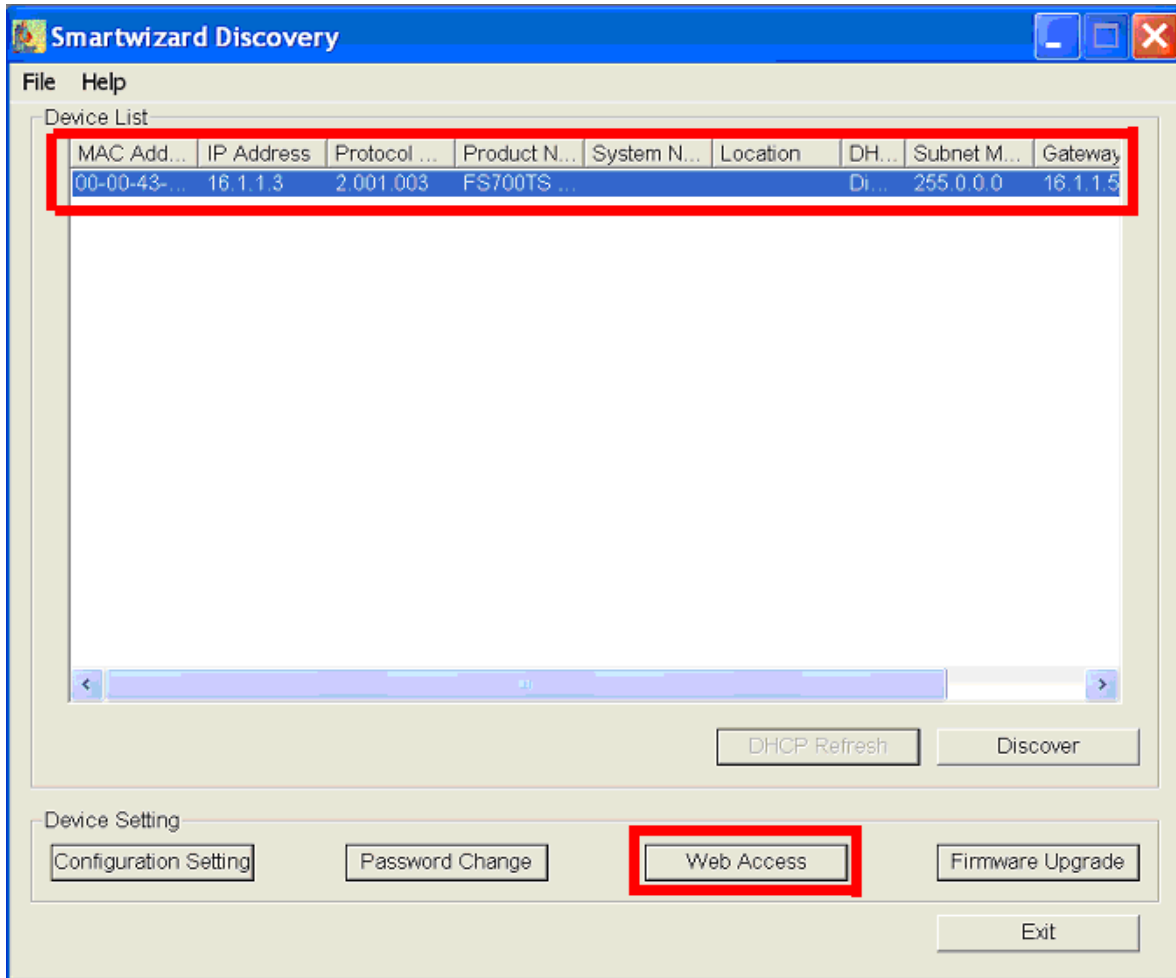 Smartwizard Discovery
File Help
Device List
MAC Add... IP Address Protocol ... Product N... System N... Location DH... Subnet M... Gateway
00-00-43-... 16.1.1.3 2.001.003 FS700TS ... Di... 255.0.0.0 16.1.1.5
DHCP Refresh Discover
Device Setting
Configuration Setting Password Change Web Access Firmware Upgrade
Exit